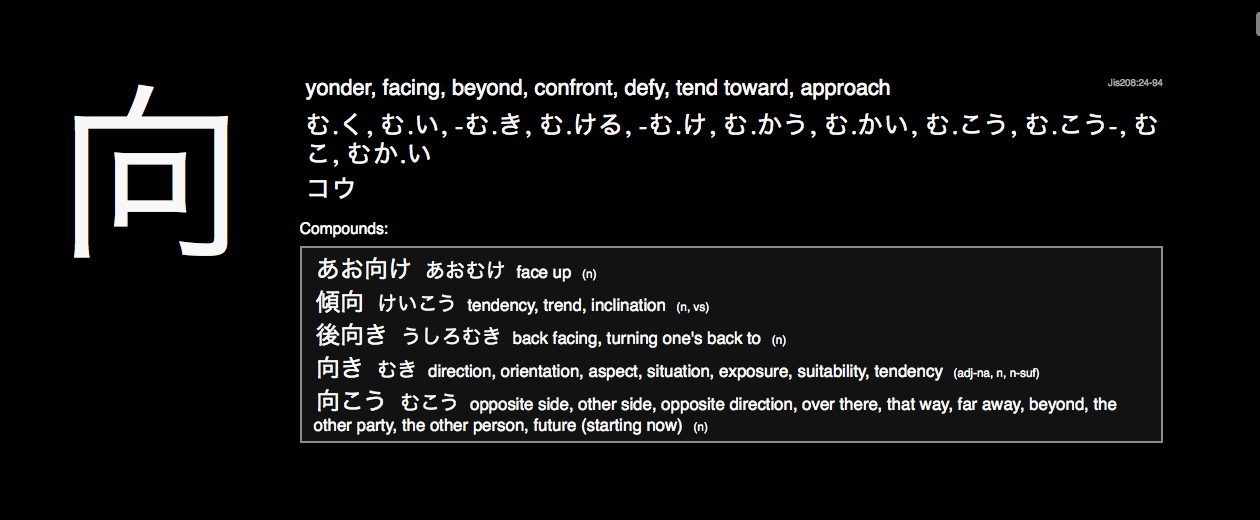 向
yonder, facing, beyond, confront, defy, tend toward, approach
Jis208:24-94
む.く, む.い, -む.き, む.ける, -む.け, む.かう, む.かい, む.こう, む.こう-, む
こ, むか.い
コウ
Compounds:
あお向け あおむけ face up (n)
傾向 けいこう tendency, trend, inclination (n, vs)
後向き うしろむき back facing, turning one's back to (n)
向き むき direction, orientation, aspect, situation, exposure, suitability, tendency (adj-na, n, n-suf)
向こう むこう opposite side, other side, opposite direction, over there, that way, far away, beyond, the
other party, the other person, future (starting now) (n)